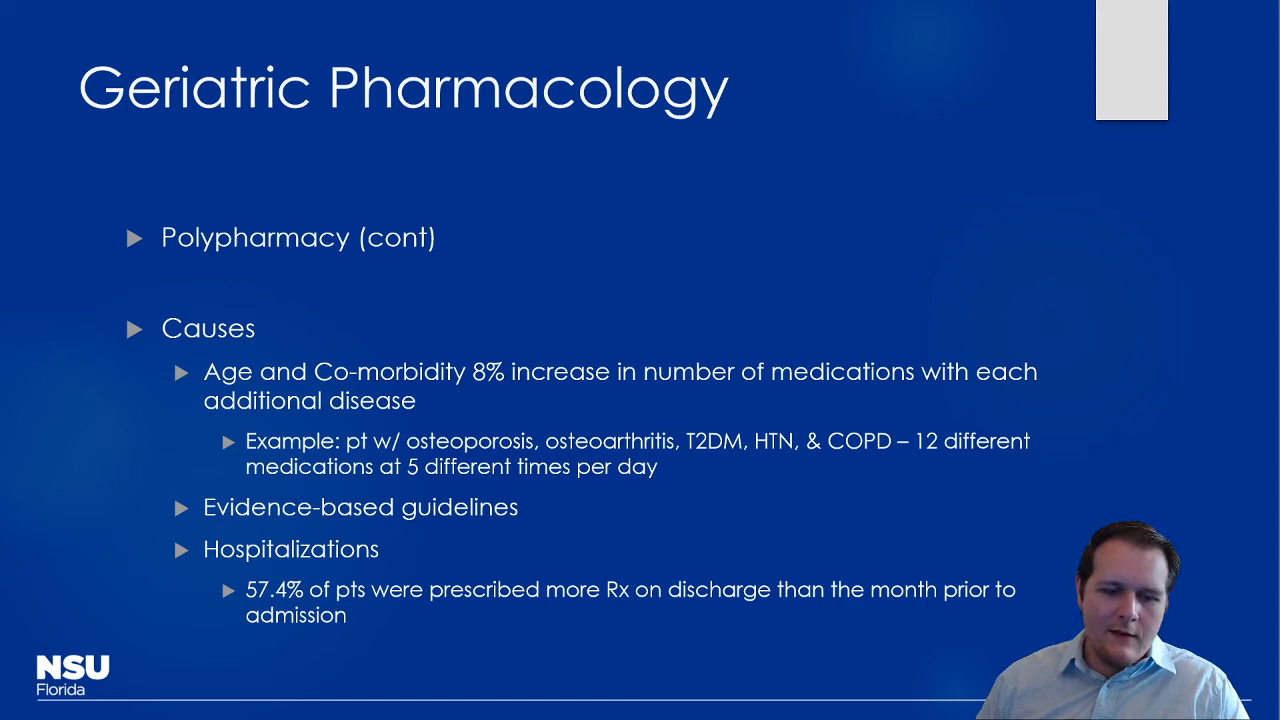 Geriatric Pharmacology
Polypharmacy (cont)
Causes
Age and Co-morbidity 8% increase in number of medications with each
additional disease
Example: pt w/ osteoporosis, osteoarthritis, T2DM, HTN, & COPD – 12 different
medications at 5 different times per day
Evidence-based guidelines
Hospitalizations
57.4% of pts were prescribed more Rx on discharge than the month prior to
admission
NSU
Florida